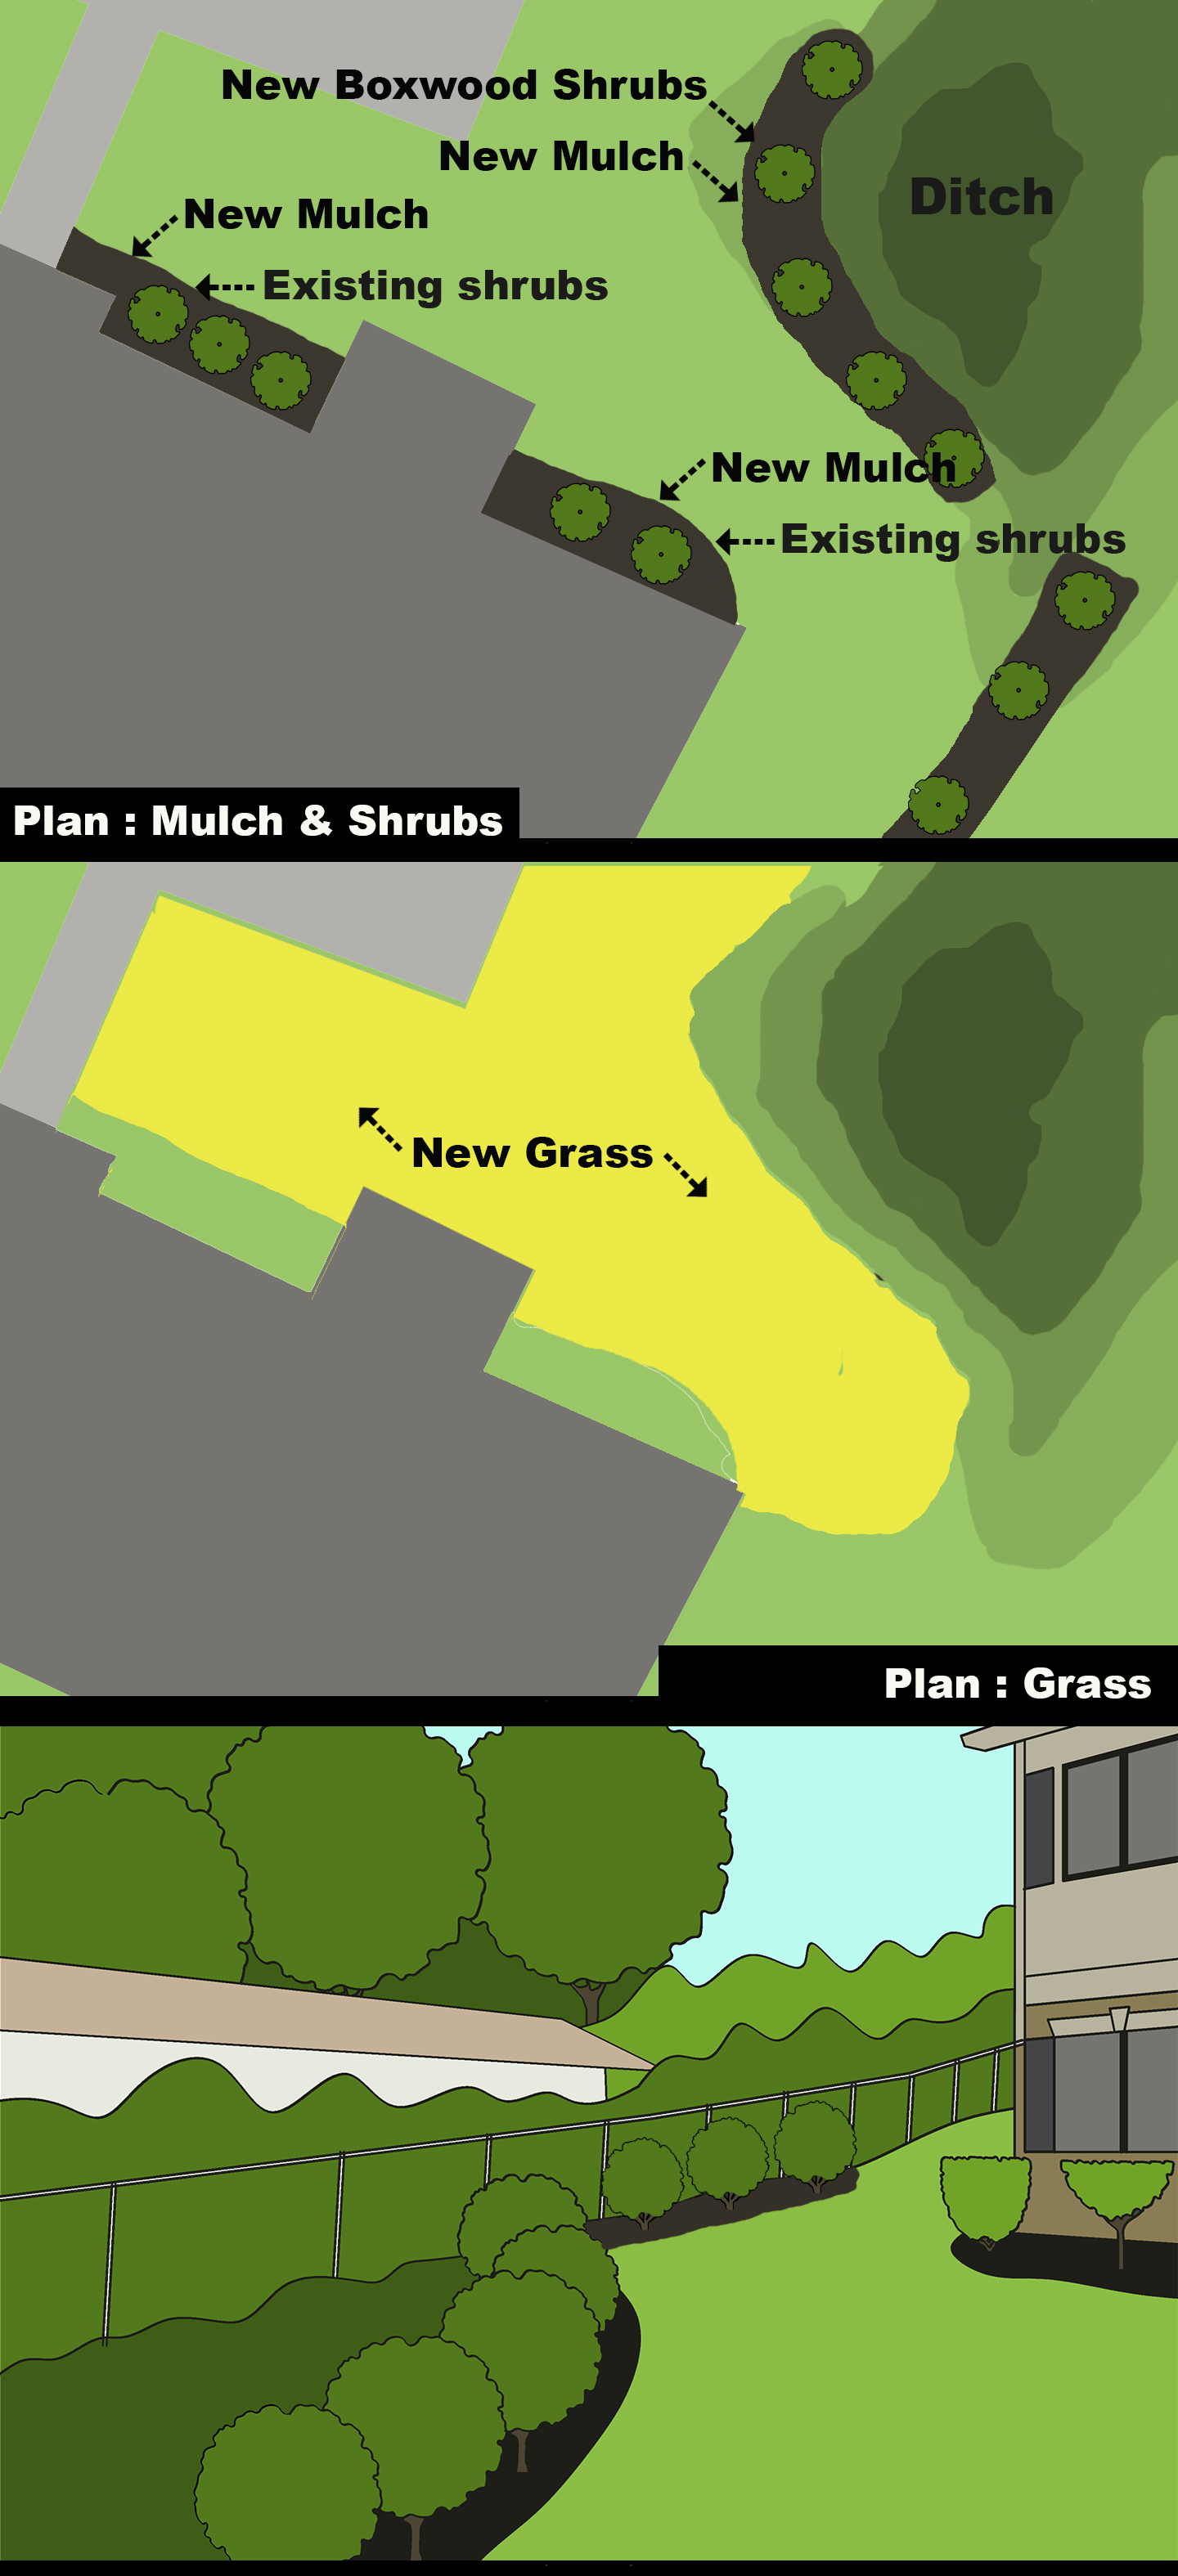 New Boxwood Shrubs
New Mulch
Ditch
New Mulch
Existing shrubs
New Mulch
Existing shrubs
Plan : Mulch & Shrubs
New Grass
Plan : Grass